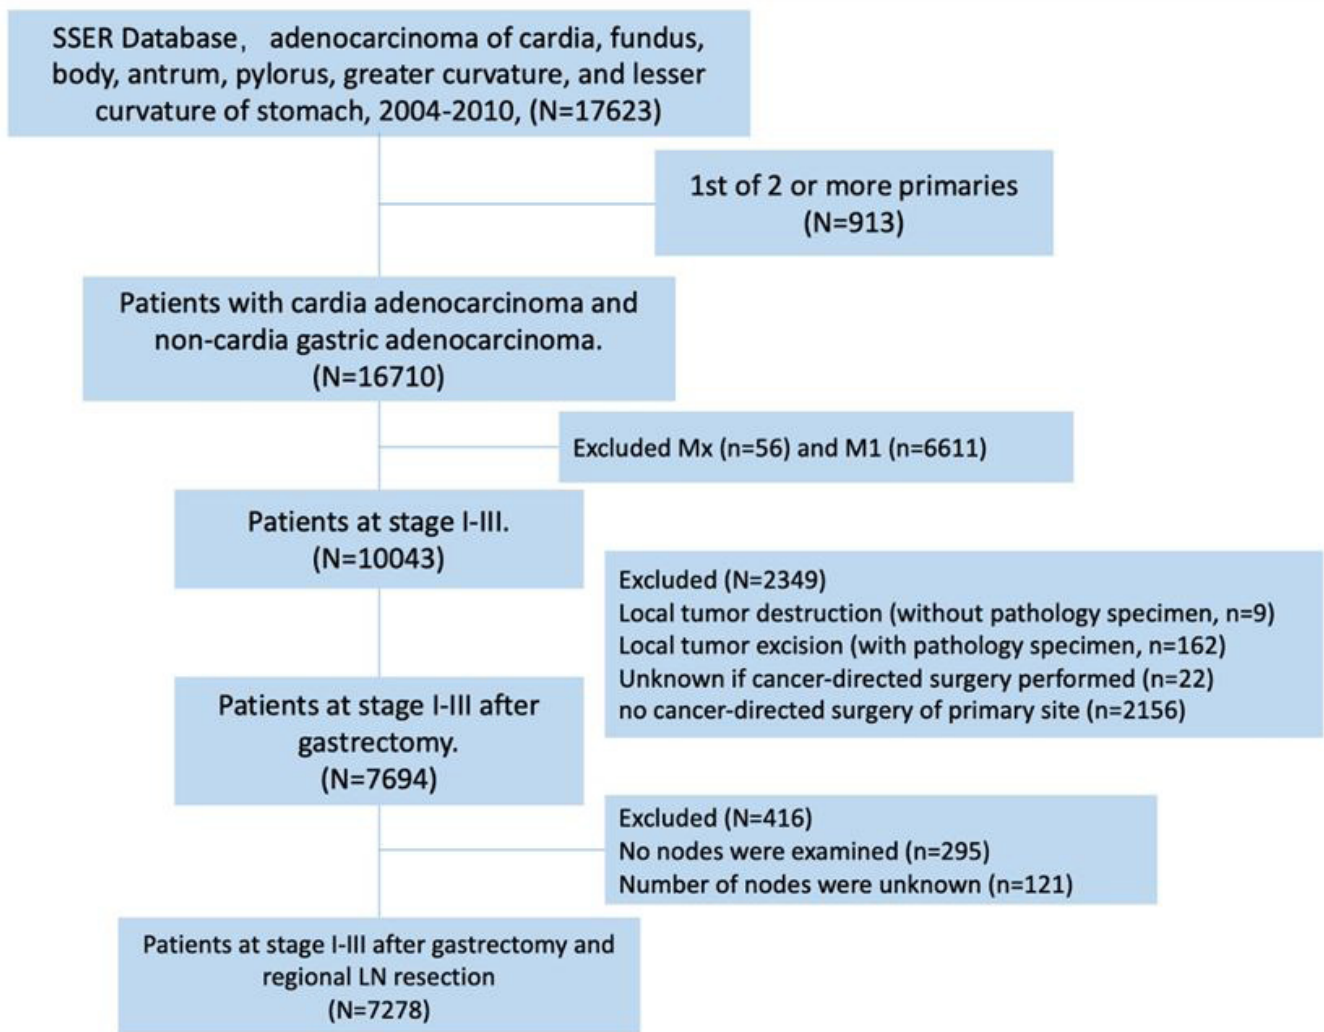 SSER Database, adenocarcinoma of cardia, fundus,
body, antrum, pylorus, greater curvature, and lesser
curvature of stomach, 2004-2010, (N=17623)
1st of 2 or more primaries
(N=913)
Patients with cardia adenocarcinoma and
non-cardia gastric adenocarcinoma.
(N=16710)
Excluded Mx (n=56) and M1 (n=6611)
Patients at stage I-III.
(N=10043)
Excluded (N=2349)
Local tumor destruction (without pathology specimen, n=9)
Local tumor excision (with pathology specimen, n=162)
Unknown if cancer-directed surgery performed (n=22)
no cancer-directed surgery of primary site (n=2156)
Patients at stage I-III after
gastrectomy.
(N=7694)
Excluded (N=416)
No nodes were examined (n=295)
Number of nodes were unknown (n=121)
Patients at stage I-III after gastrectomy and
regional LN resection
(N=7278)